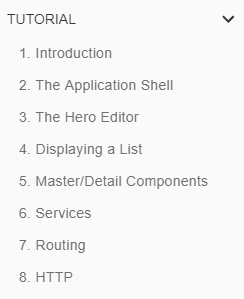 TUTORIAL
1. Introduction
2. The Application Shell
3. The Hero Editor
4. Displaying a List
5. Master/Detail Components
6. Services
7. Routing
8. HTTP